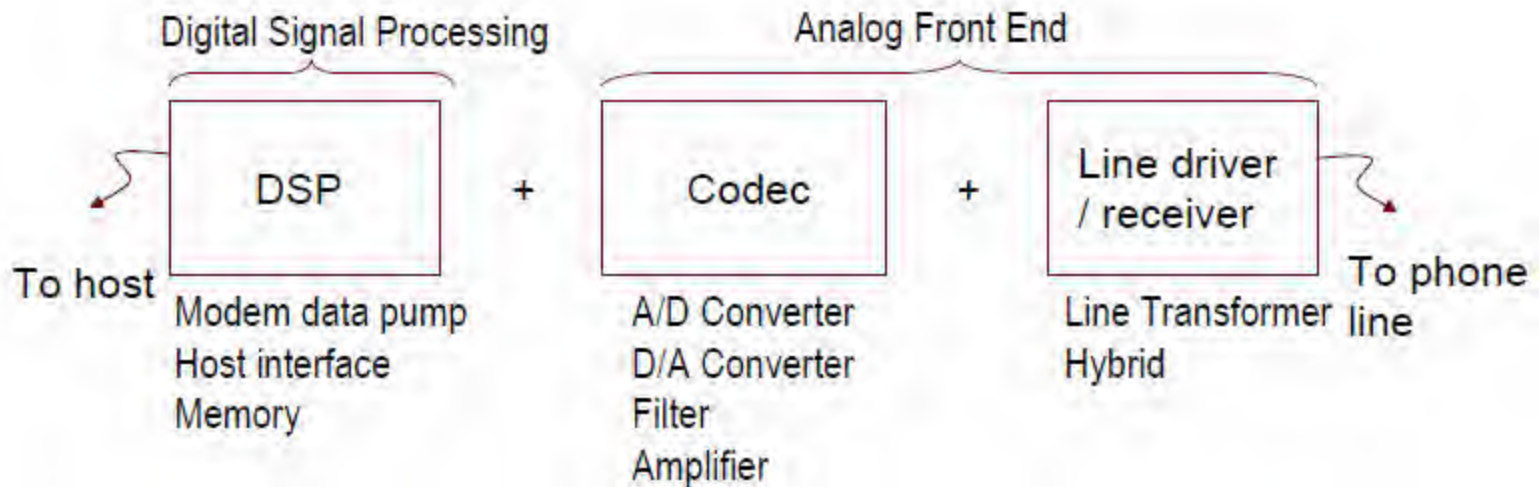 Digital Signal Processing
Analog Front End
DSP
+
Codec
+
Line driver
/ receiver
To host
To phone
line
Modem data pump
Host interface
Memory
A/D Converter
D/A Converter
Filter
Amplifier
Line Transformer
Hybrid